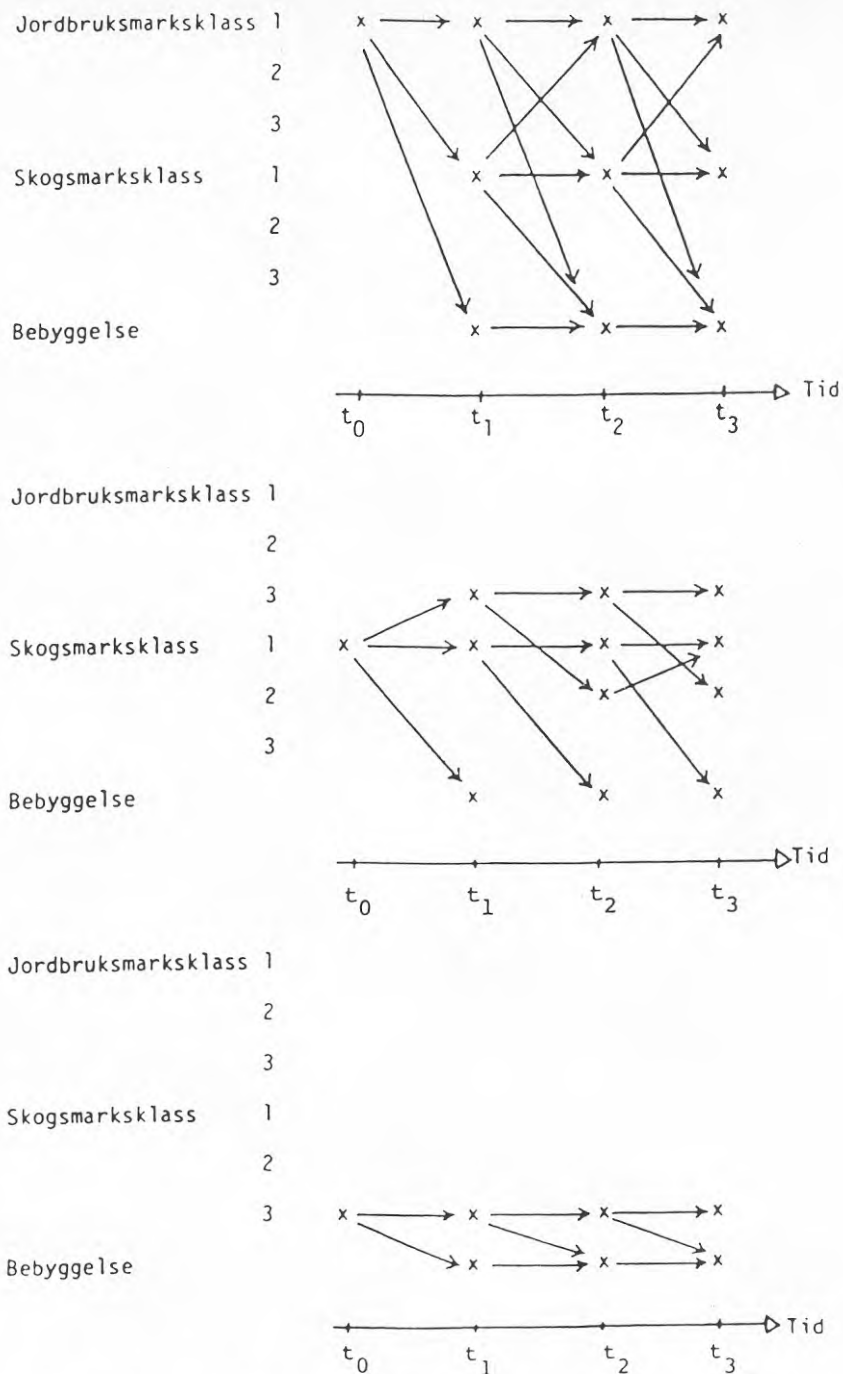 Jordbruksmarksklass 1 x x x x
2
3
Skogsmarksklass 1 x x x
2
3
Bebyggelse x x x
Tid
t0 t1 t2 t3
Jordbruksmarksklass 1
2
3 x x x
Skogsmarksklass 1 x x x x
2 x x
3
Bebyggelse x x x
Tid
t0 t1 t2 t3
Jordbruksmarksklass 1
2
3
Skogsmarksklass 1
2
3 x x x x
Bebyggelse x x x
Tid
t0 t1 t2 t3